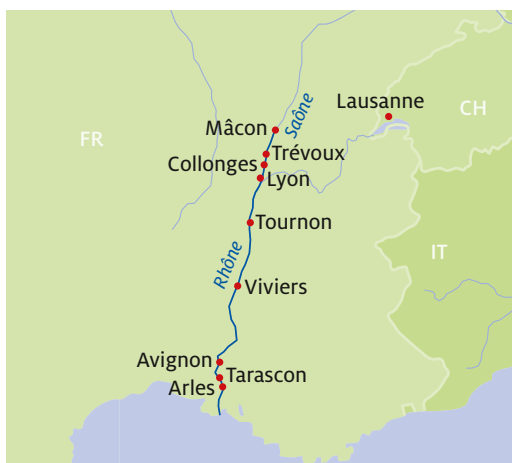 Lausanne
CH
FR
Mâcon
Saône
Trévoux
Collonges
Lyon
Tournon
IT
Rhône
Viviers
Avignon
Tarascon
Arles